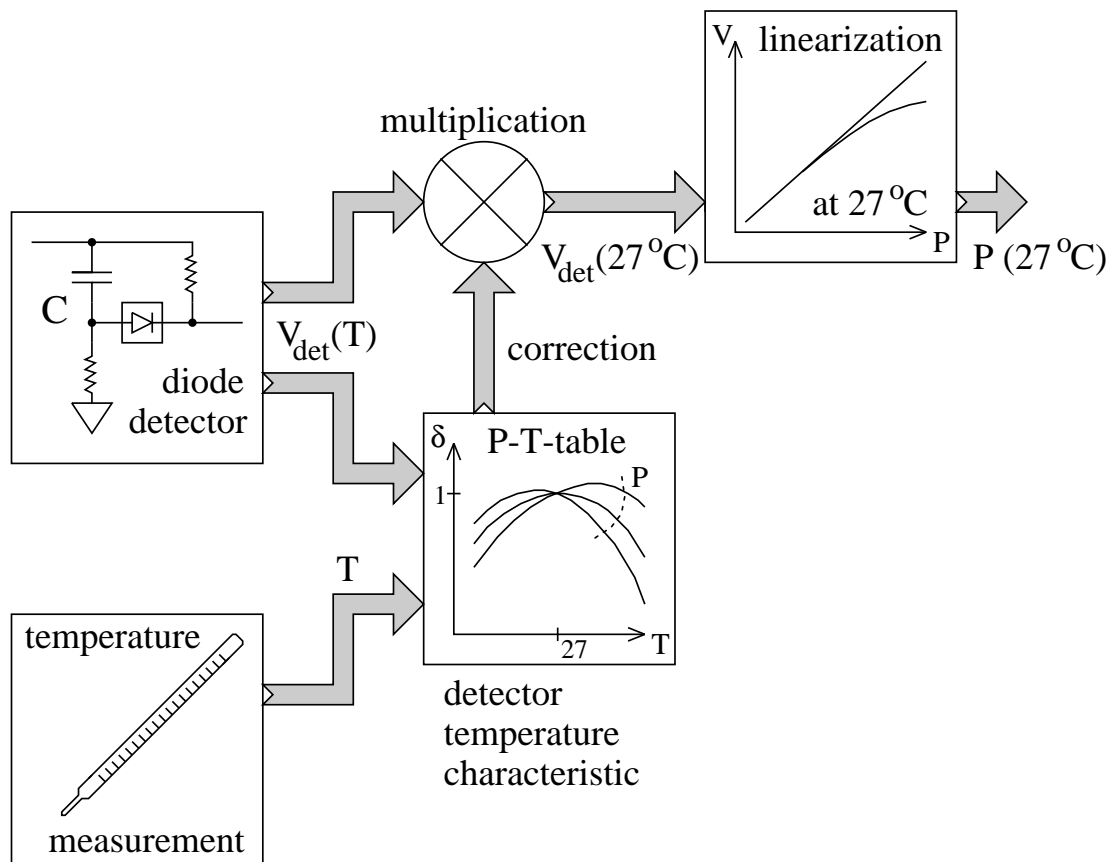 V linearization
at 27 °C
P
multiplication
V_det(27 °C)
P (27 °C)
C
V_det(T)
diode
detector
correction
δ P-T-table
P
1
27 T
T
temperature
measurement
detector
temperature
characteristic